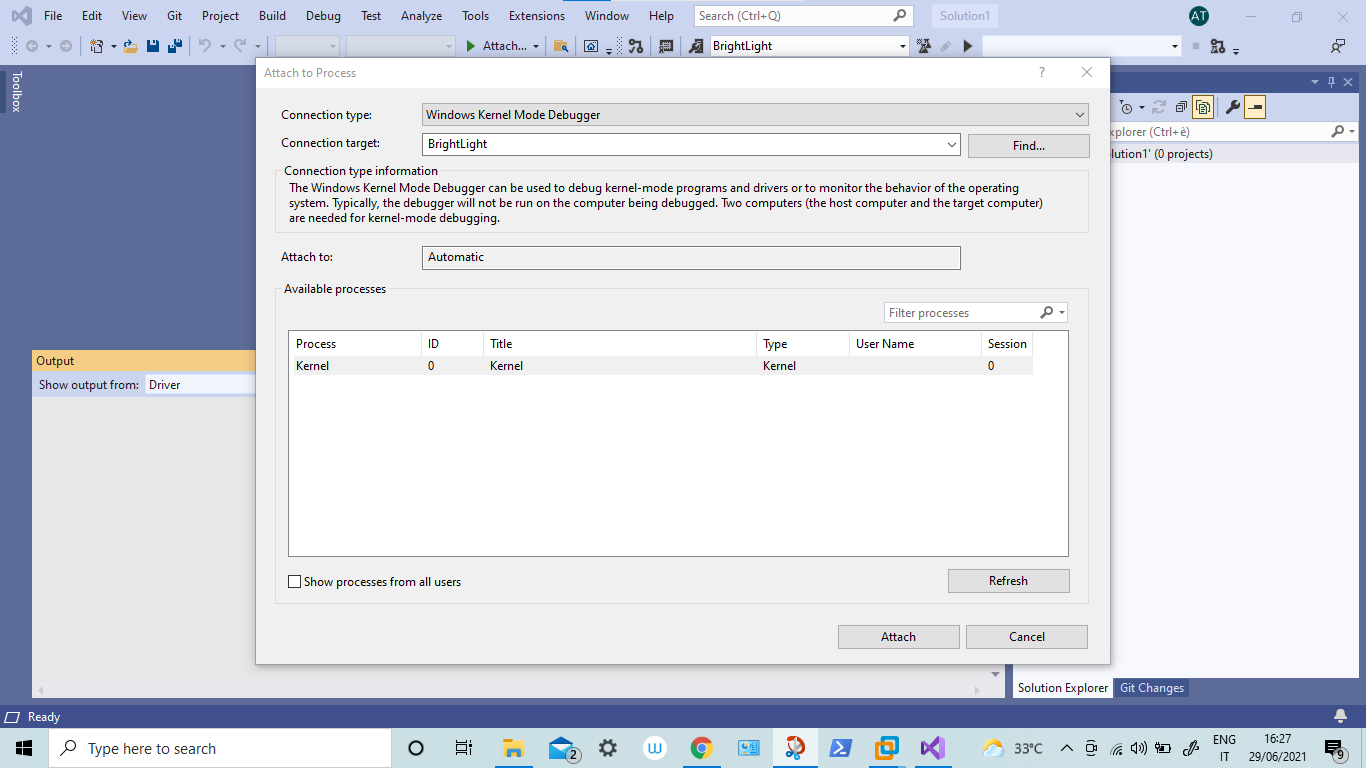 File Edit View Git Project Build Debug Test Analyze Tools Extensions Window Help Search (Ctrl+Q) Solution1 AT
Attach... BrightLight
Toolbox
Attach to Process ?
Connection type: Windows Kernel Mode Debugger
Connection target: BrightLight Find...
Connection type information
The Windows Kernel Mode Debugger can be used to debug kernel-mode programs and drivers or to monitor the behavior of the operating
system. Typically, the debugger will not be run on the computer being debugged. Two computers (the host computer and the target computer)
are needed for kernel-mode debugging.
Attach to: Automatic
Available processes
Filter processes
Process ID Title Type User Name Session
Kernel 0 Kernel Kernel 0
Show processes from all users Refresh
Attach Cancel
xplorer (Ctrl+è)
lution1' (0 projects)
Output
Show output from: Driver
Solution Explorer Git Changes
Ready
Type here to search
2
33°C
ENG
IT
16:27
29/06/2021
9